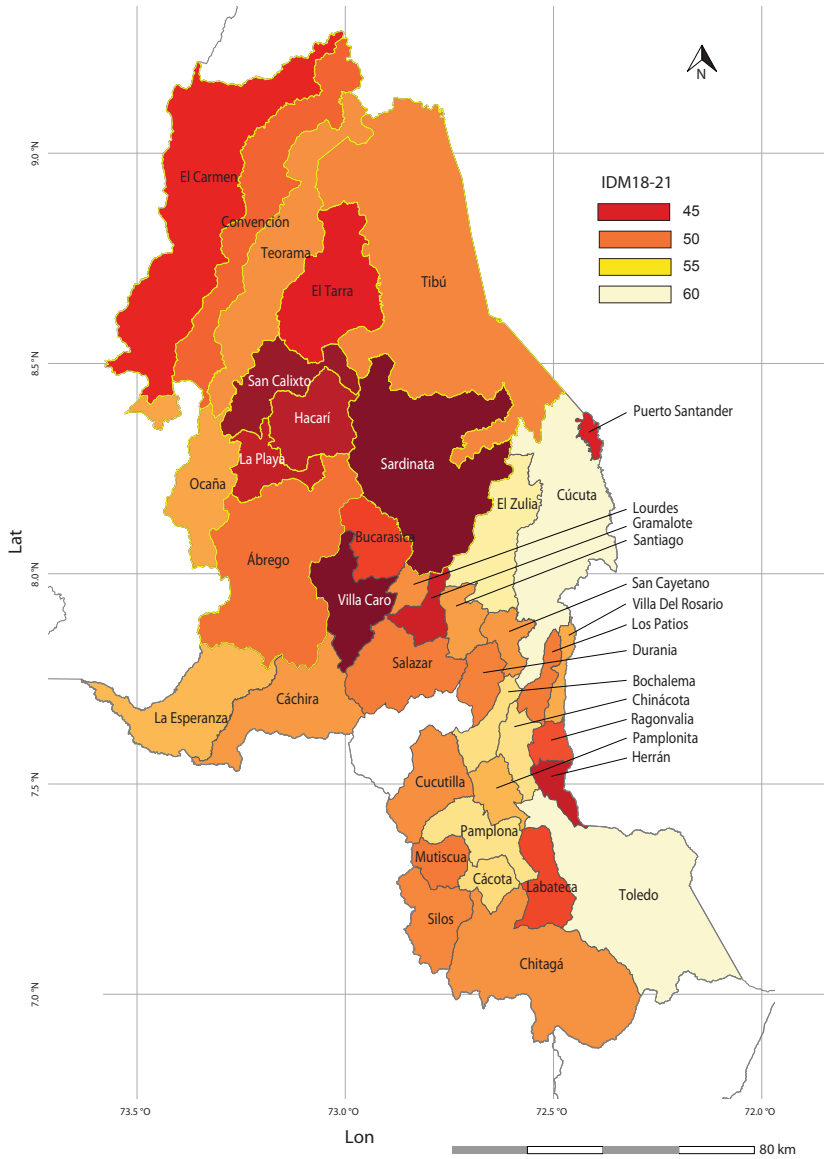 N
9.0 °N
IDM18-21
El Carmen
45
Convención
50
Teorama
55
Tibú
El Tarra
60
8.5 °N
San Calixto
Puerto Santander
Hacarí
La Playa
Sardinata
Ocaña
El Zulia
Cúcuta
Lourdes
Gramalote
Bucarasica
Santiago
Ábrego
8.0 °N
San Cayetano
Villa Caro
Villa Del Rosario
Los Patios
Salazar
Durania
Bochalema
Cáchira
Chinácota
La Esperanza
Ragonvalia
Pamplonita
Herrán
7.5 °N
Cucutilla
Pamplona
Mutiscua
Cácota
Labateca
Toledo
Silos
Chitagá
7.0 °N
Lat
73.5 °O
73.0 °O
72.5 °O
72.0 °O
Lon
80 km